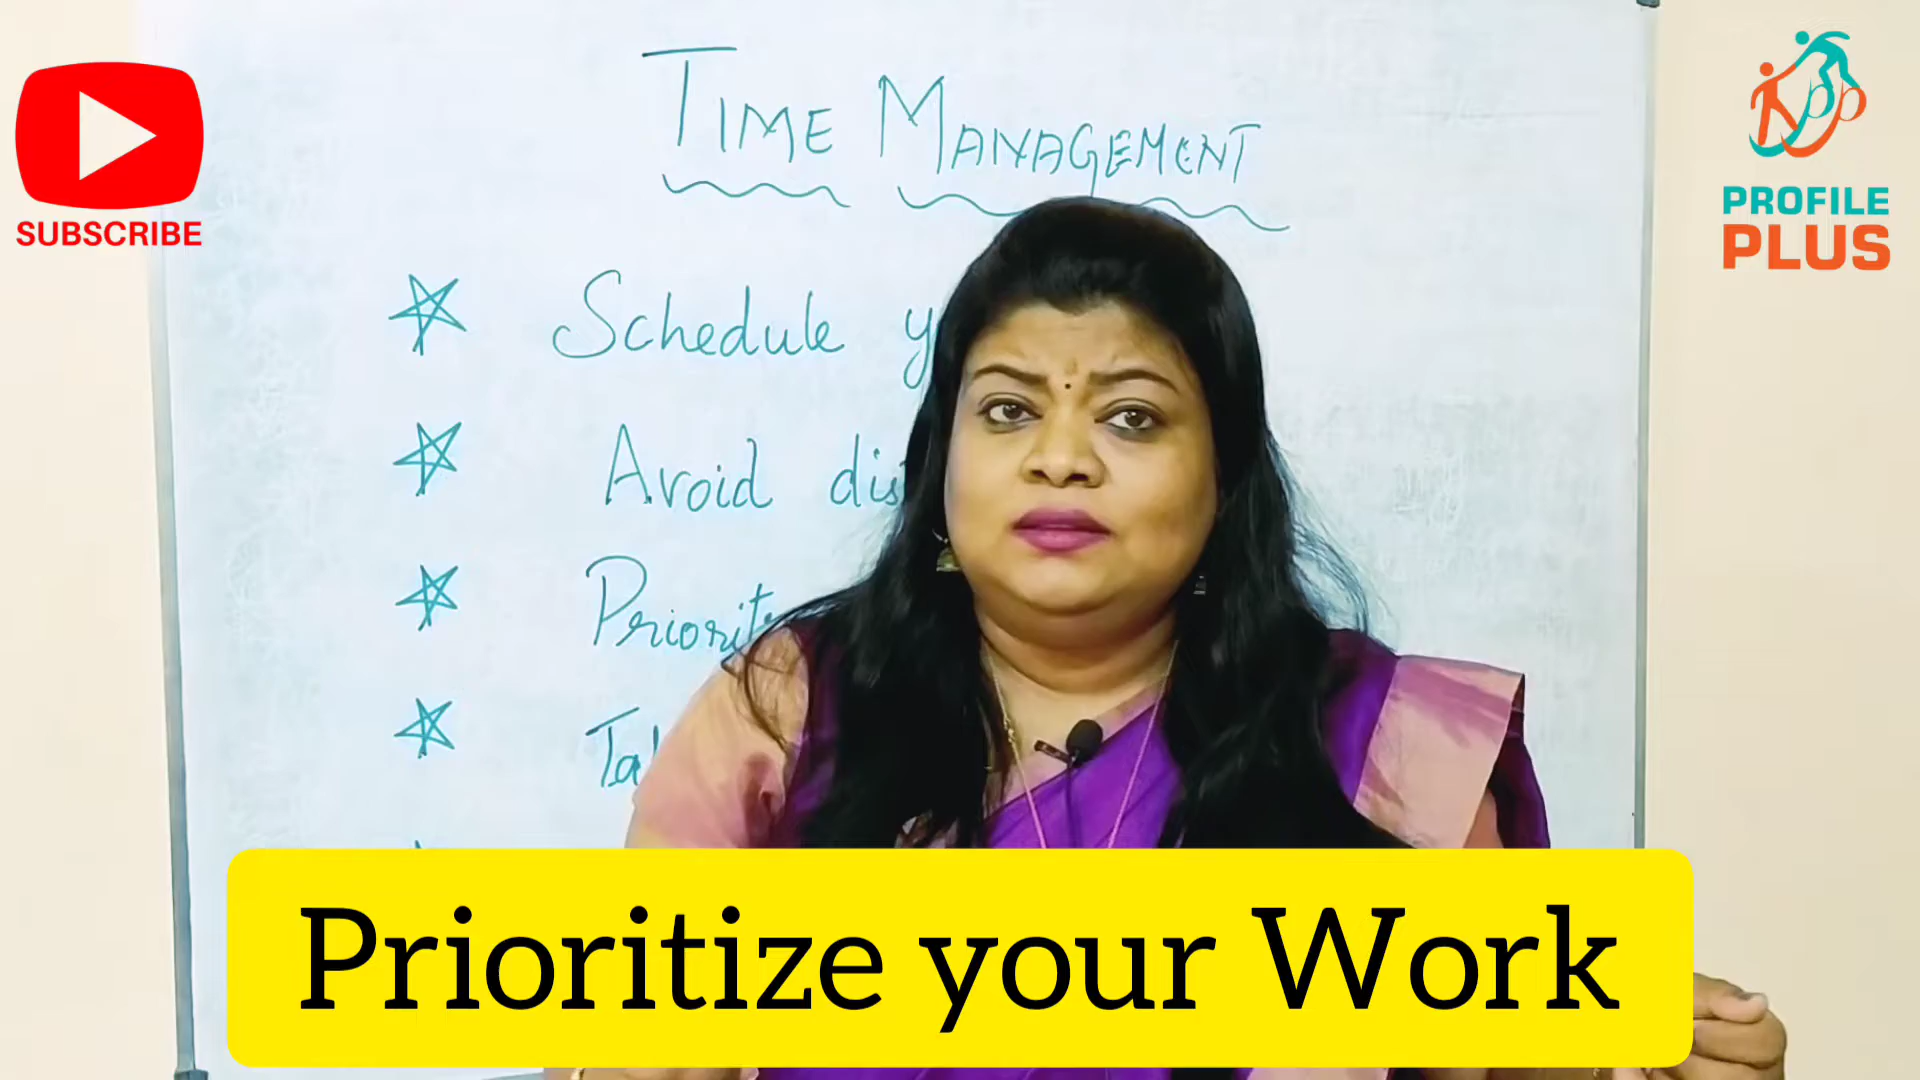 TIME MANAGEMENT
SUBSCRIBE
PROFILE
PLUS
Schedule
Avoid
Prioritize your Work